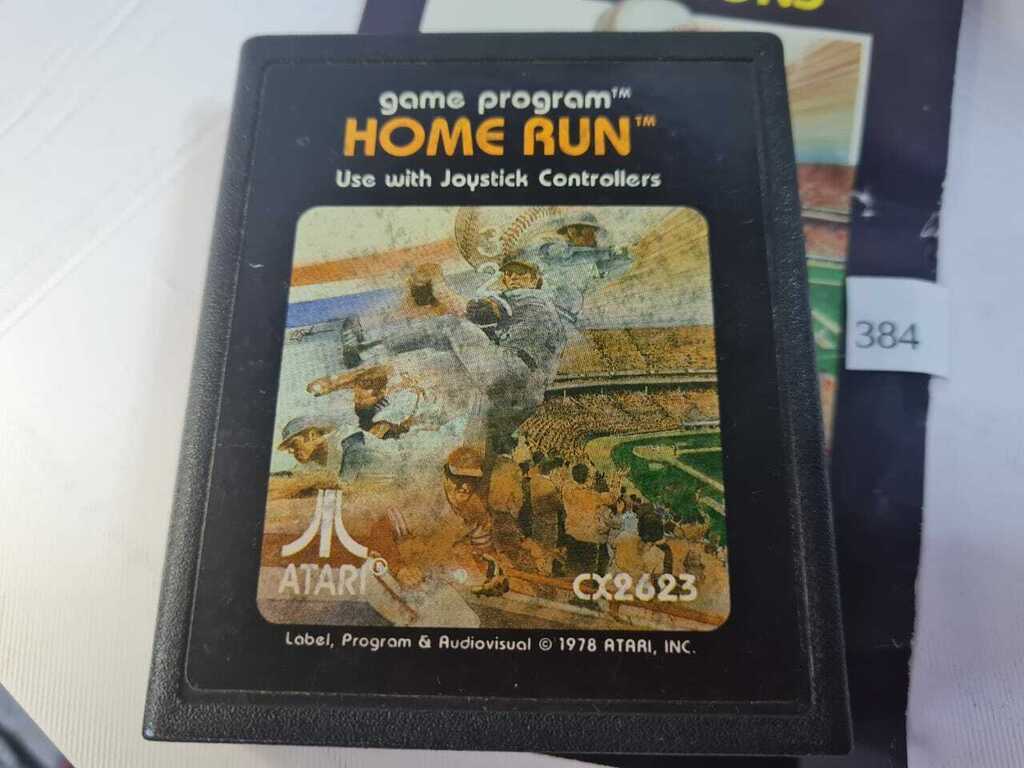 game program™
HOME RUN™
Use with Joystick Controllers
384
ATARI®
CX2623
Label, Program & Audiovisual © 1978 ATARI, INC.